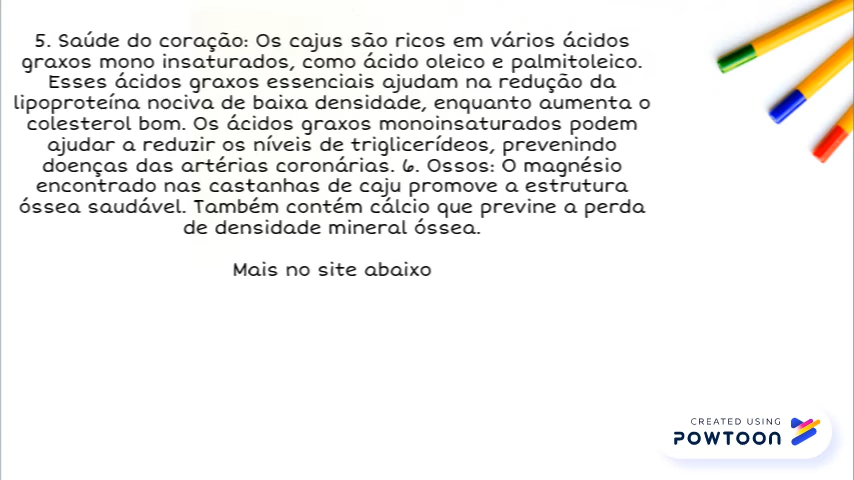 5. Saúde do coração: Os cajus são ricos em vários ácidos
graxos mono insaturados, como ácido oleico e palmitoleico.
Esses ácidos graxos essenciais ajudam na redução da
lipoproteína nociva de baixa densidade, enquanto aumenta o
colesterol bom. Os ácidos graxos monoinsaturados podem
ajudar a reduzir os níveis de triglicerídeos, prevenindo
doenças das artérias coronárias. 6. Ossos: O magnésio
encontrado nas castanhas de caju promove a estrutura
óssea saudável. Também contém cálcio que previne a perda
de densidade mineral óssea.
Mais no site abaixo
CREATED USING
POWTOON